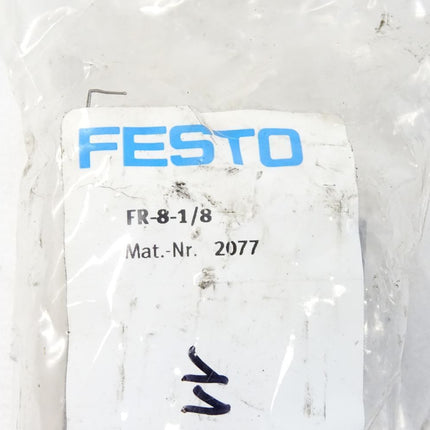 FESTO
FR-8-1/8
Mat.-Nr. 2077